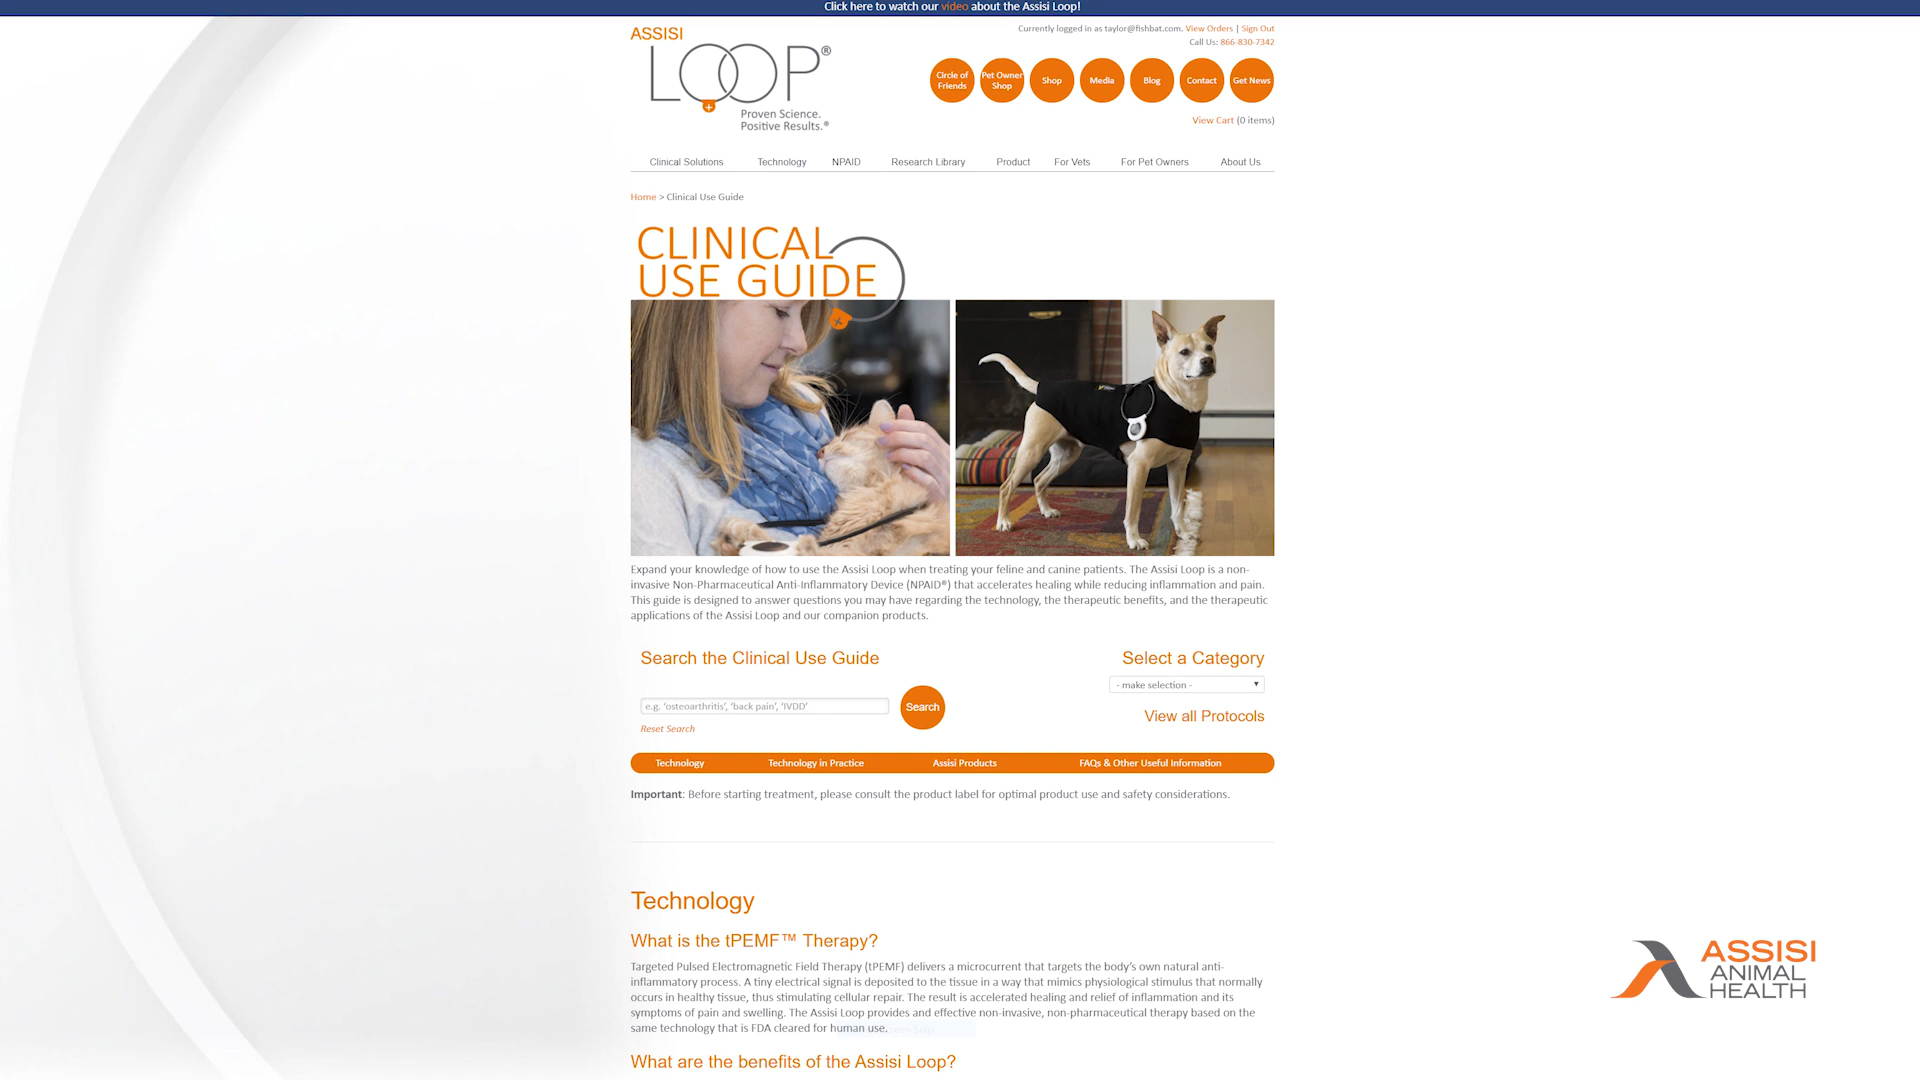 Click here to watch our video about the Assisi Loop!
Currently logged in as taylor@fishbat.com. View Orders | Sign Out
Call Us: 866-830-7342
ASSISI
LOOP®
Proven Science.
Positive Results.®
Circle of Friends
Pet Owner Shop
Shop
Media
Blog
Contact
Get News
View Cart (0 items)
Clinical Solutions Technology NPAID Research Library Product For Vets For Pet Owners About Us
Home > Clinical Use Guide
CLINICAL
USE GUIDE
Expand your knowledge of how to use the Assisi Loop when treating your feline and canine patients. The Assisi Loop is a non-
invasive Non-Pharmaceutical Anti-Inflammatory Device (NPAID®) that accelerates healing while reducing inflammation and pain.
This guide is designed to answer questions you may have regarding the technology, the therapeutic benefits, and the therapeutic
applications of the Assisi Loop and our companion products.
Search the Clinical Use Guide
e.g. 'osteoarthritis', 'back pain', 'IVDD'
Search
Reset Search
Select a Category
- make selection -
View all Protocols
Technology Technology in Practice Assisi Products FAQs & Other Useful Information
Important: Before starting treatment, please consult the product label for optimal product use and safety considerations.
Technology
What is the tPEMF™ Therapy?
Targeted Pulsed Electromagnetic Field Therapy (tPEMF) delivers a microcurrent that targets the body's own natural anti-
inflammatory process. A tiny electrical signal is deposited to the tissue in a way that mimics physiological stimulus that normally
occurs in healthy tissue, thus stimulating cellular repair. The result is accelerated healing and relief of inflammation and its
symptoms of pain and swelling. The Assisi Loop provides and effective non-invasive, non-pharmaceutical therapy based on the
same technology that is FDA cleared for human use.
What are the benefits of the Assisi Loop?
ASSISI
ANIMAL
HEALTH